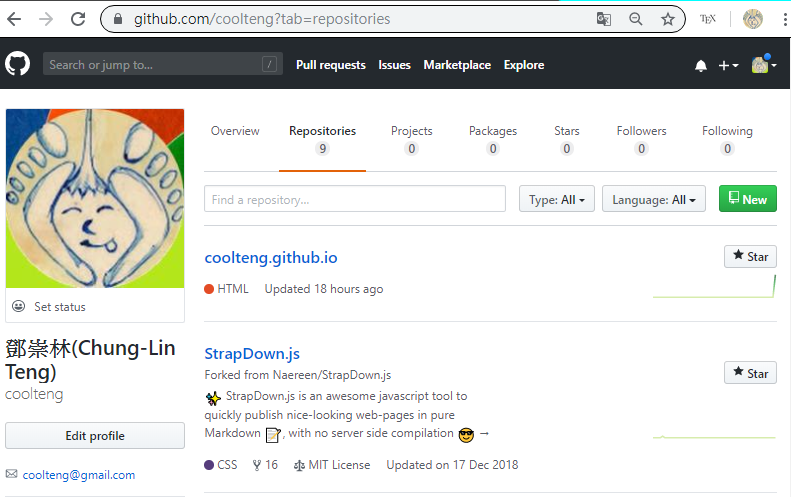 github.com/coolteng?tab=repositories
TEX
Search or jump to...
/
Pull requests
Issues
Marketplace
Explore
Overview
Repositories 9
Projects 0
Packages 0
Stars 0
Followers 0
Following 0
Find a repository...
Type: All
Language: All
New
Set status
鄧崇林(Chung-Lin
Teng)
coolteng
Edit profile
coolteng@gmail.com
coolteng.github.io
Star
HTML
Updated 18 hours ago
StrapDown.js
Star
Forked from Naereen/StrapDown.js
✨ StrapDown.js is an awesome javascript tool to
quickly publish nice-looking web-pages in pure
Markdown 📝, with no server side compilation 😎 →
CSS
16
MIT License
Updated on 17 Dec 2018